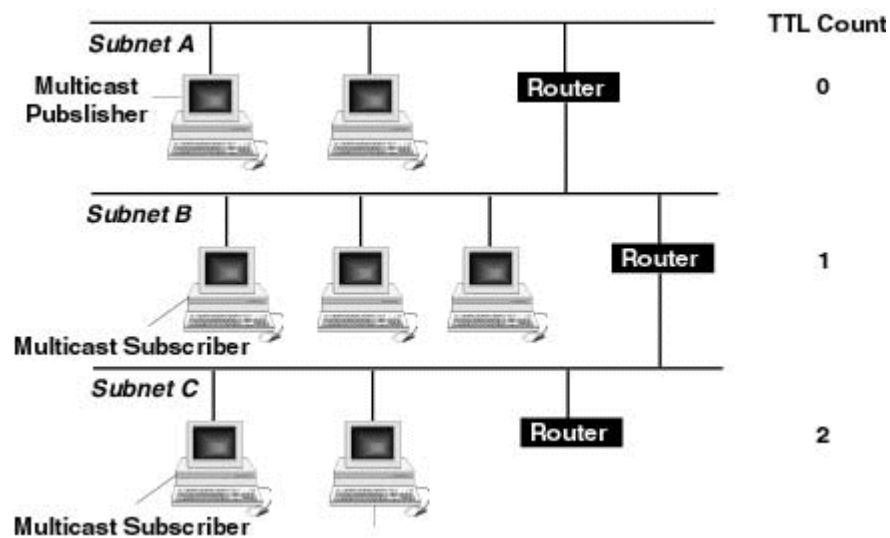 TTL Count
Subnet A
Multicast
Pubslisher
Router
0
Subnet B
Router
1
Multicast Subscriber
Subnet C
Router
2
Multicast Subscriber